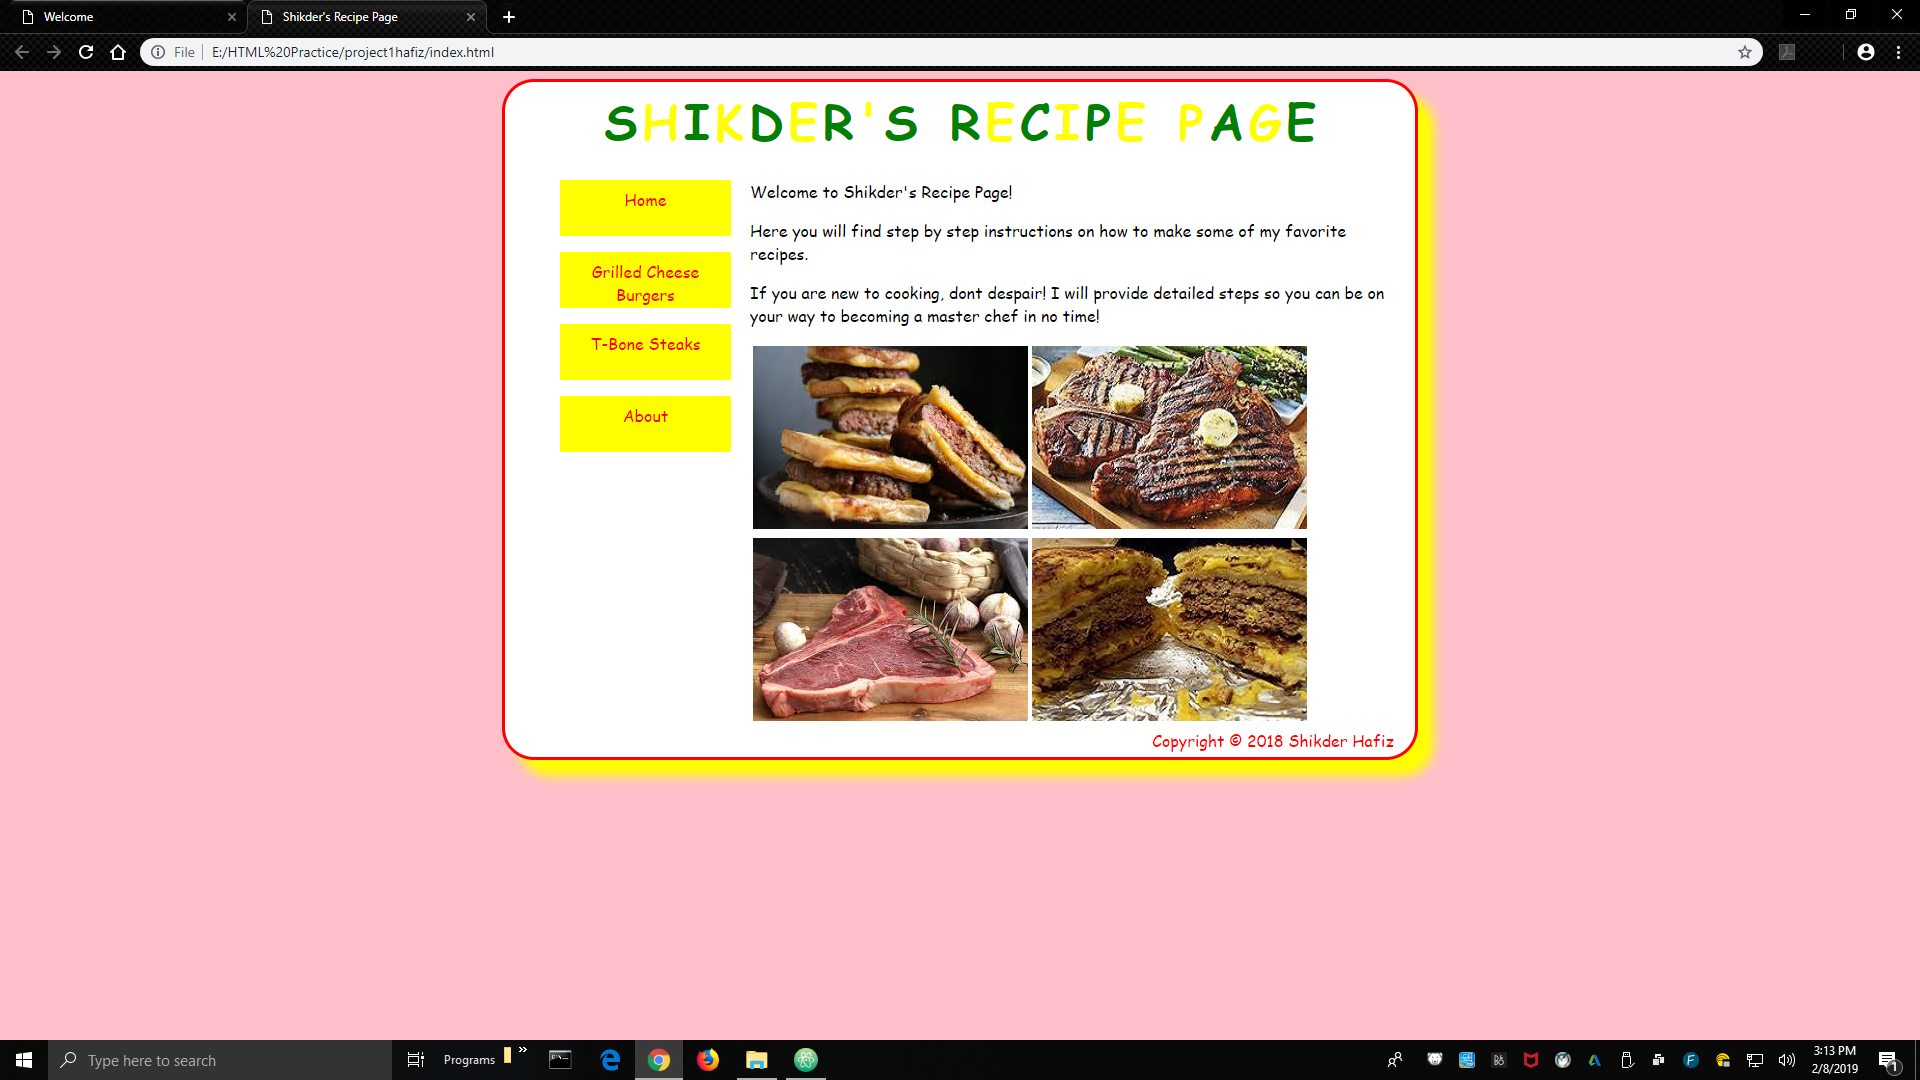 Welcome
Shikder's Recipe Page
File
E:/HTML%20Practice/project1hafiz/index.html
SHIKDER'S RECIPE PAGE
Home
Grilled Cheese
Burgers
T-Bone Steaks
About
Welcome to Shikder's Recipe Page!
Here you will find step by step instructions on how to make some of my favorite
recipes.
If you are new to cooking, dont despair! I will provide detailed steps so you can be on
your way to becoming a master chef in no time!
Copyright © 2018 Shikder Hafiz
Type here to search
Programs
3:13 PM
2/8/2019
1